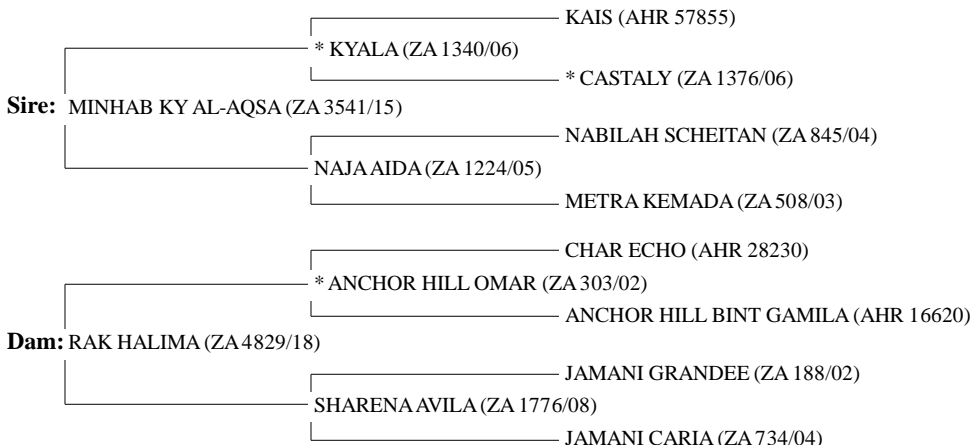 KAIS (AHR 57855)
* KYALA (ZA 1340/06)
* CASTALY (ZA 1376/06)
Sire: MINHAB KY AL-AQSA (ZA 3541/15)
NABILAH SCHEITAN (ZA 845/04)
NAJA AIDA (ZA 1224/05)
METRA KEMADA (ZA 508/03)
CHAR ECHO (AHR 28230)
* ANCHOR HILL OMAR (ZA 303/02)
ANCHOR HILL BINT GAMILA (AHR 16620)
Dam: RAK HALIMA (ZA 4829/18)
JAMANI GRANDEE (ZA 188/02)
SHARENA AVILA (ZA 1776/08)
JAMANI CARIA (ZA 734/04)